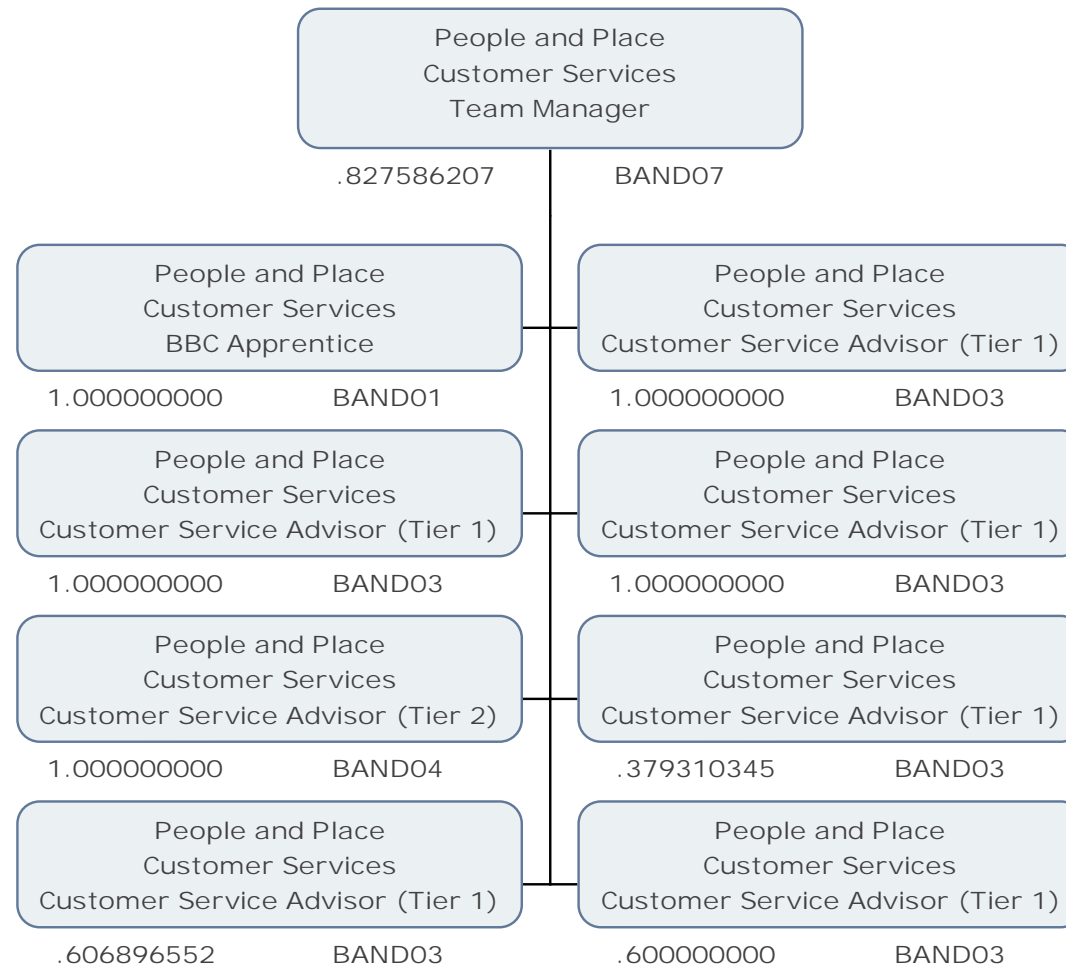 People and Place
Customer Services
Team Manager
.827586207 BAND07
People and Place
Customer Services
BBC Apprentice
1.000000000 BAND01
People and Place
Customer Services
Customer Service Advisor (Tier 1)
1.000000000 BAND03
People and Place
Customer Services
Customer Service Advisor (Tier 1)
1.000000000 BAND03
People and Place
Customer Services
Customer Service Advisor (Tier 1)
1.000000000 BAND03
People and Place
Customer Services
Customer Service Advisor (Tier 2)
1.000000000 BAND04
People and Place
Customer Services
Customer Service Advisor (Tier 1)
.379310345 BAND03
People and Place
Customer Services
Customer Service Advisor (Tier 1)
.606896552 BAND03
People and Place
Customer Services
Customer Service Advisor (Tier 1)
.600000000 BAND03